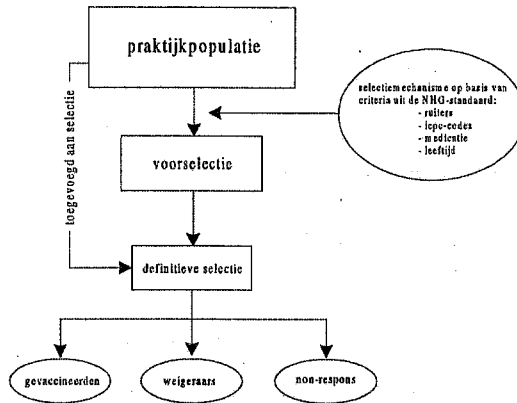 praktijkpopulatie
selectiemechanisme op basis van
criteria uit de NHG-standaard:
- ruiters
- icpc-codex
- medicatie
- leeftijd
toegevoegd aan selectie
voorselectie
definitieve selectie
gevaccineerden
weigeraars
non-respons